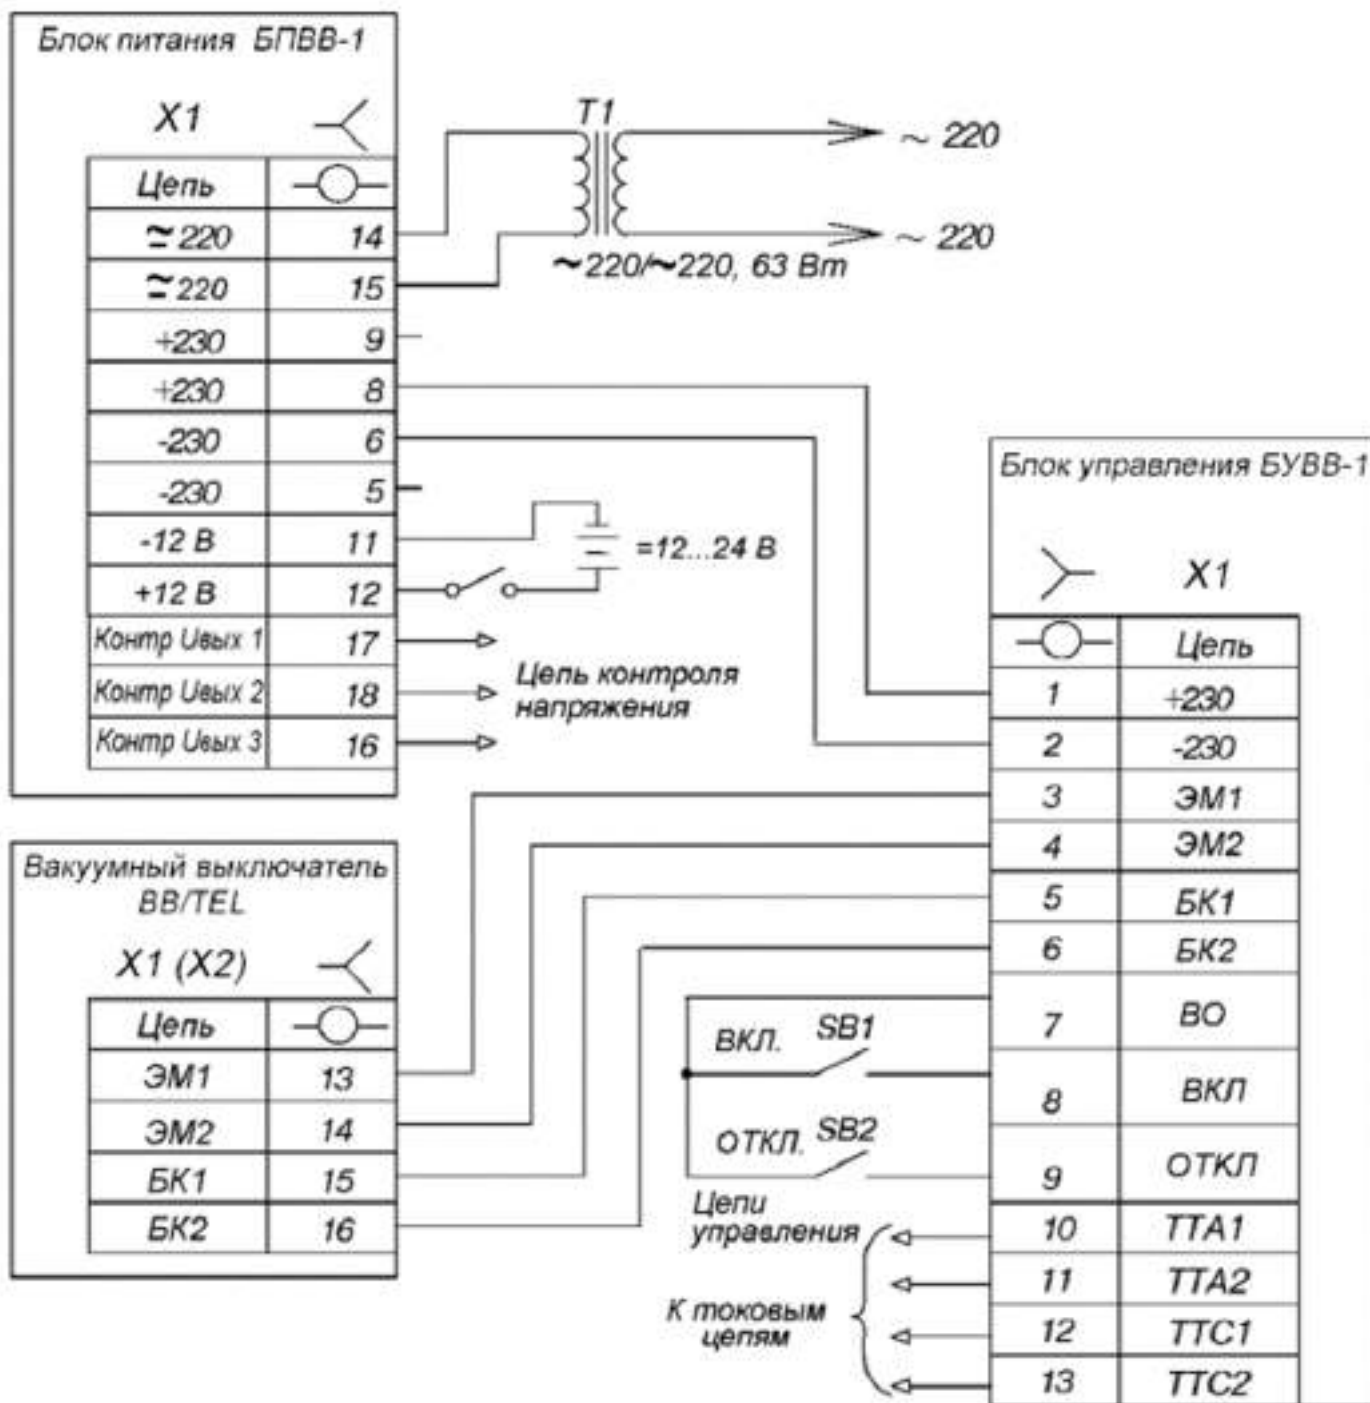 Блок питания БПВВ-1
X1
Цепь
≂ 220 14
≂ 220 15
+230 9
+230 8
-230 6
-230 5
-12 В 11
+12 В 12
Контр Uвых 1 17
Контр Uвых 2 18
Контр Uвых 3 16
T1
~ 220
~ 220
~220/~220, 63 Вт
=12...24 В
Цепь контроля
напряжения
Вакуумный выключатель
BB/TEL
X1 (X2)
Цепь
ЭМ1 13
ЭМ2 14
БК1 15
БК2 16
Блок управления БУВВ-1
X1
Цепь
1 +230
2 -230
3 ЭМ1
4 ЭМ2
5 БК1
6 БК2
7 ВО
8 ВКЛ
9 ОТКЛ
10 ТТА1
11 ТТА2
12 ТТС1
13 ТТС2
ВКЛ. SB1
ОТКЛ. SB2
Цепи
управления
К токовым
цепям